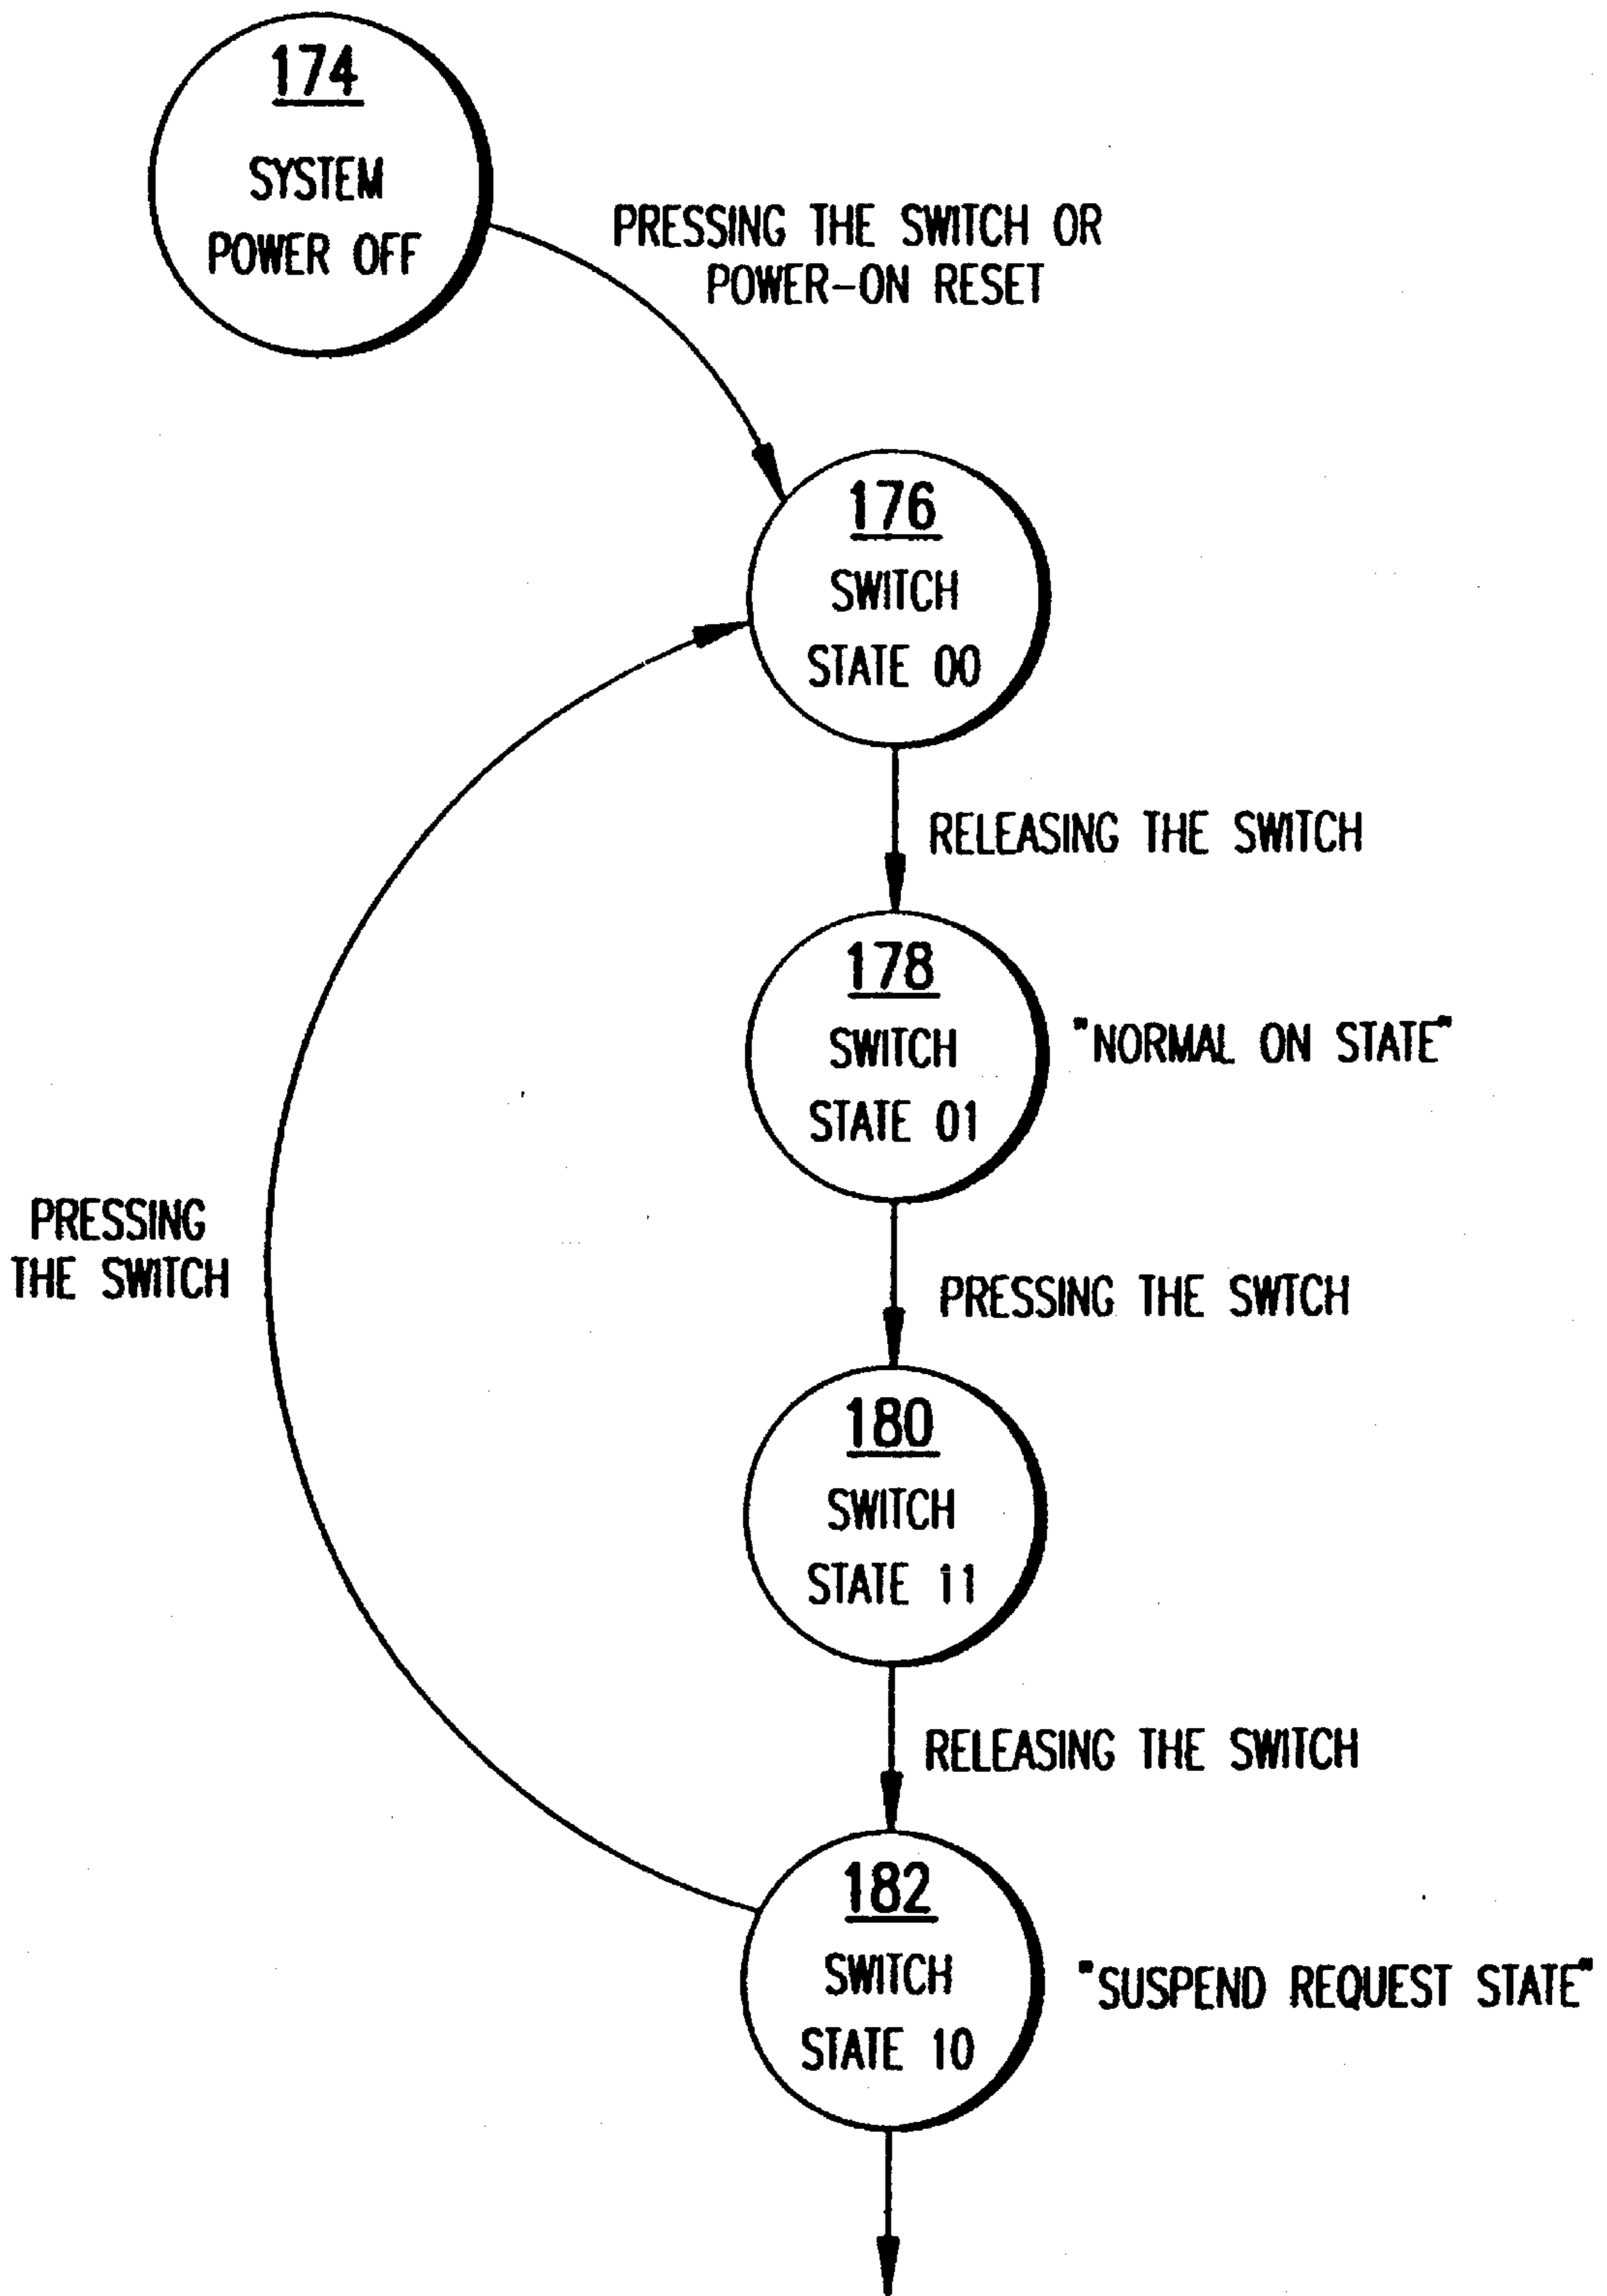 174
SYSTEM
POWER OFF
PRESSING THE SWITCH OR
POWER-ON RESET
176
SWITCH
STATE 00
RELEASING THE SWITCH
178
SWITCH
STATE 01
"NORMAL ON STATE"
PRESSING
THE SWITCH
PRESSING THE SWTCH
180
SWITCH
STATE 11
RELEASING THE SWITCH
182
SWITCH
STATE 10
"SUSPEND REQUEST STATE"